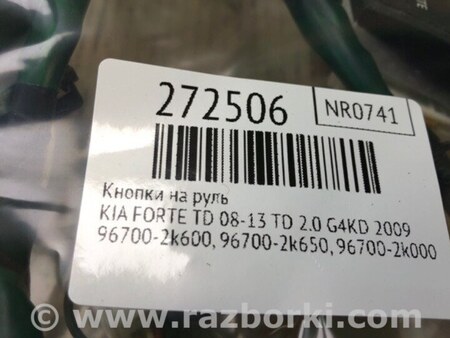 272506
NR0741
Кнопки на руль
KIA FORTE TD 08-13 TD 2.0 G4KD 2009
96700-2k600, 96700-2k650, 96700-2k000
www.razborki.com